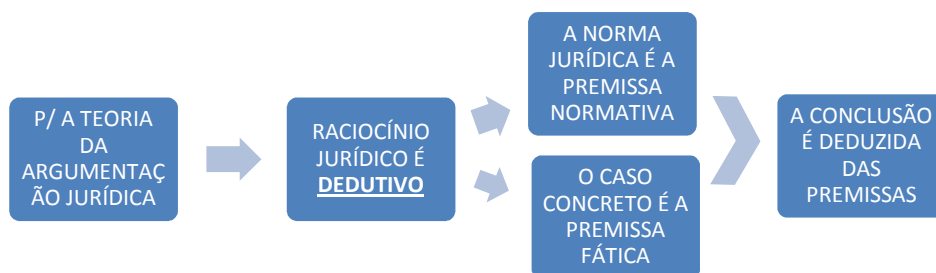 P/ A TEORIA
DA
ARGUMENTAÇ
ÃO JURÍDICA
RACIOCÍNIO
JURÍDICO É
DEDUTIVO
A NORMA
JURÍDICA É A
PREMISSA
NORMATIVA
O CASO
CONCRETO É A
PREMISSA
FÁTICA
A CONCLUSÃO
É DEDUZIDA
DAS
PREMISSAS